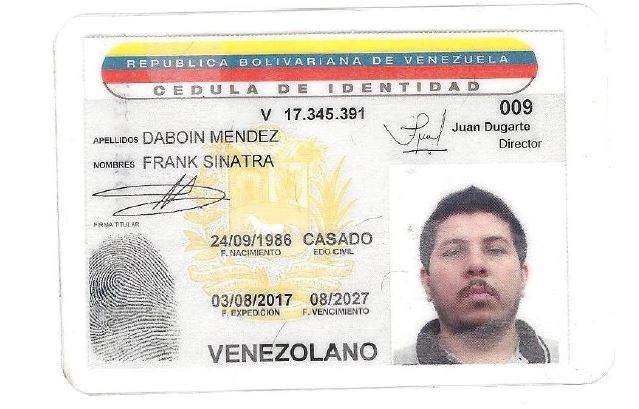 REPUBLICA BOLIVARIANA DE VENEZUELA
CEDULA DE IDENTIDAD
V 17.345.391
009
APELLIDOS DABOIN MENDEZ
Juan Dugarte
Director
NOMBRES FRANK SINATRA
FIRMA TITULAR
24/09/1986 CASADO
F. NACIMIENTO EDO CIVIL
03/08/2017 08/2027
F. EXPEDICION F. VENCIMIENTO
VENEZOLANO